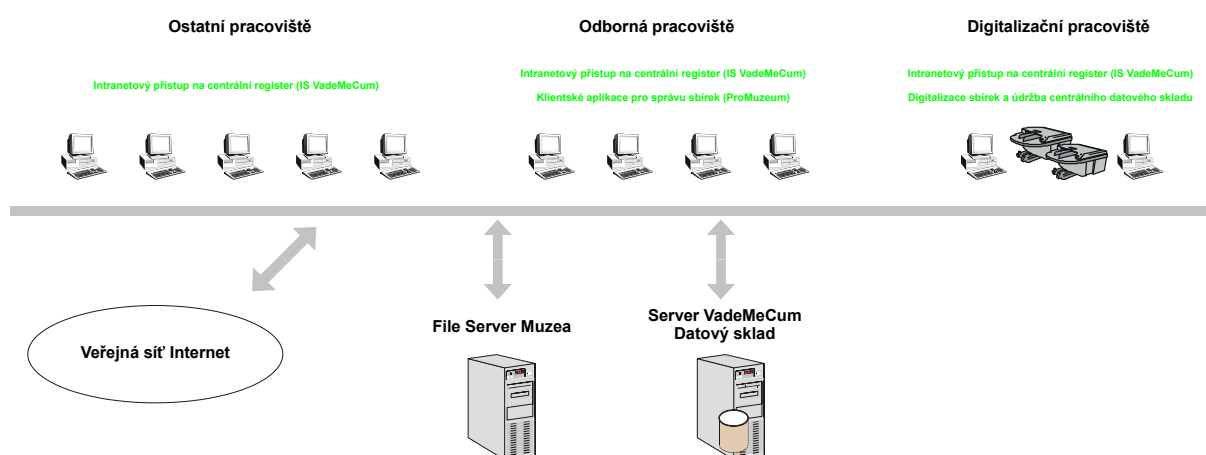 Ostatní pracoviště
Odborná pracoviště
Digitalizační pracoviště
Intranetový přístup na centrální register (IS VadeMeCum)
Intranetový přístup na centrální register (IS VadeMeCum)
Klientské aplikace pro správu sbírek (ProMuzeum)
Intranetový přístup na centrální register (IS VadeMeCum)
Digitalizace sbírek a údržba centrálního datového skladu
Veřejná síť Internet
File Server Muzea
Server VadeMeCum
Datový sklad